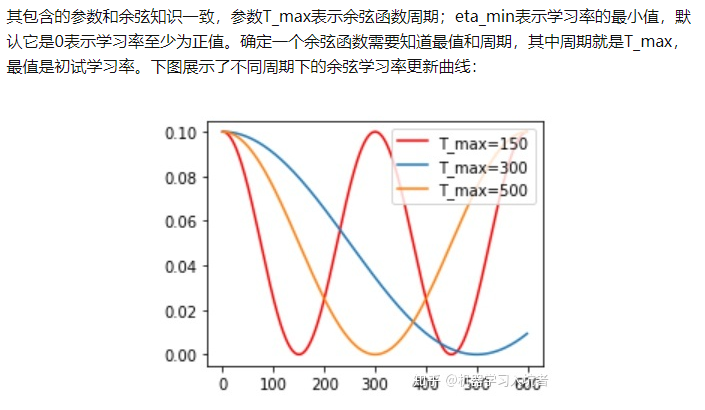 其包含的参数和余弦知识一致，参数T_max表示余弦函数周期；eta_min表示学习率的最小值，默
认它是0表示学习率至少为正值。确定一个余弦函数需要知道最值和周期，其中周期就是T_max，
最值是初试学习率。下图展示了不同周期下的余弦学习率更新曲线：
0.10
0.08
0.06
0.04
0.02
0.00
T_max=150
T_max=300
T_max=500
0 100 200 300 400 500 600
知乎 @机器学习入坑者